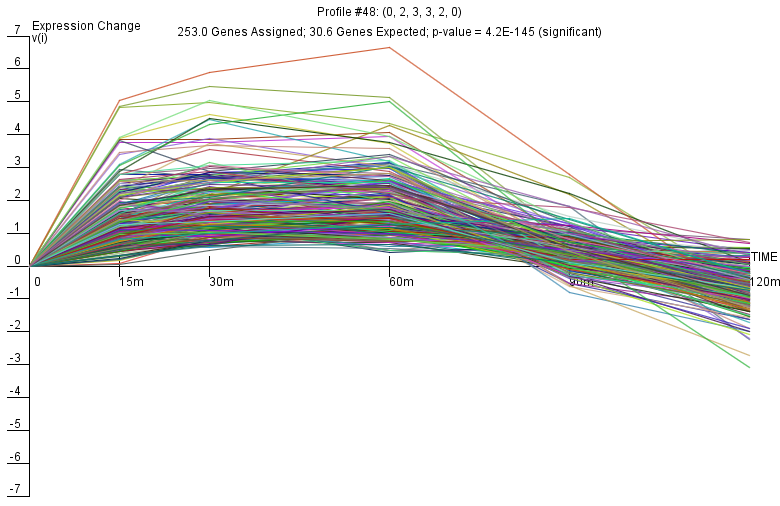 Profile #48: (0, 2, 3, 3, 2, 0)
Expression Change
v(i)
253.0 Genes Assigned; 30.6 Genes Expected; p-value = 4.2E-145 (significant)
7
6
5
4
3
2
1
0
-1
-2
-3
-4
-5
-6
-7
TIME
0 15m 30m 60m 90m 120m